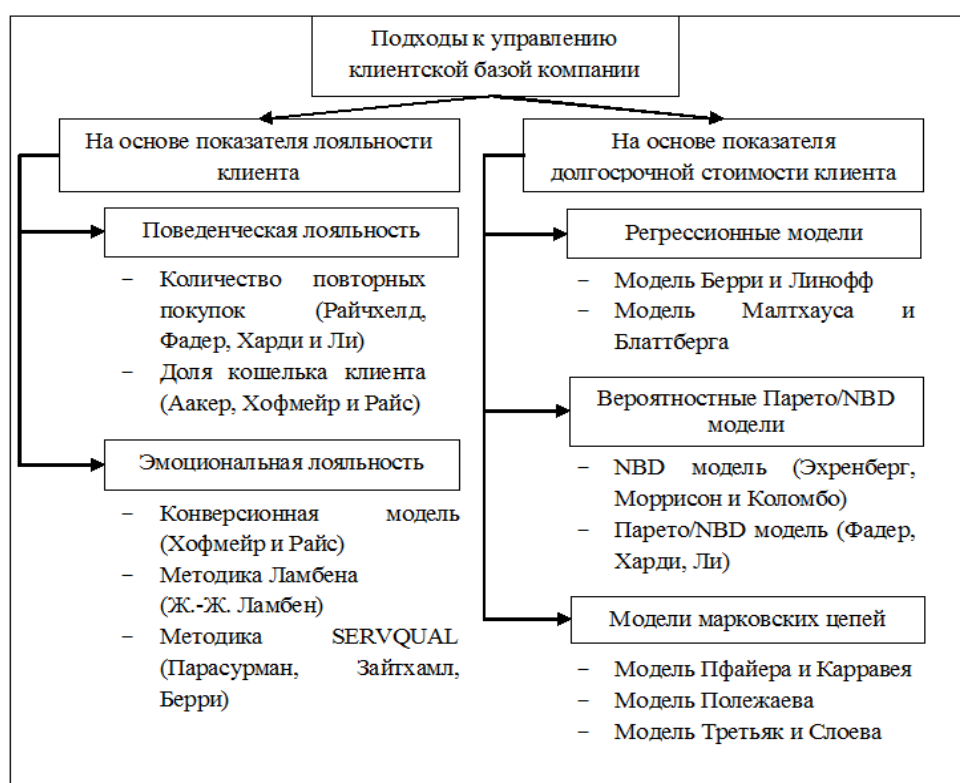 Подходы к управлению
клиентской базой компании
На основе показателя лояльности
клиента
Поведенческая лояльность
– Количество повторных
покупок (Райчхелд,
Фадер, Харди и Ли)
– Доля кошелька клиента
(Аакер, Хофмейр и Райс)
Эмоциональная лояльность
– Конверсионная модель
(Хофмейр и Райс)
– Методика Ламбена
(Ж.-Ж. Ламбен)
– Методика SERVQUAL
(Парасурман, Зайтхамл,
Берри)
На основе показателя
долгосрочной стоимости клиента
Регрессионные модели
– Модель Берри и Линофф
– Модель Малтхауса и
Блаттберга
Вероятностные Парето/NBD
модели
– NBD модель (Эхренберг,
Моррисон и Коломбо)
– Парето/NBD модель (Фадер,
Харди, Ли)
Модели марковских цепей
– Модель Пфайера и Карравея
– Модель Полежаева
– Модель Третьяк и Слоева